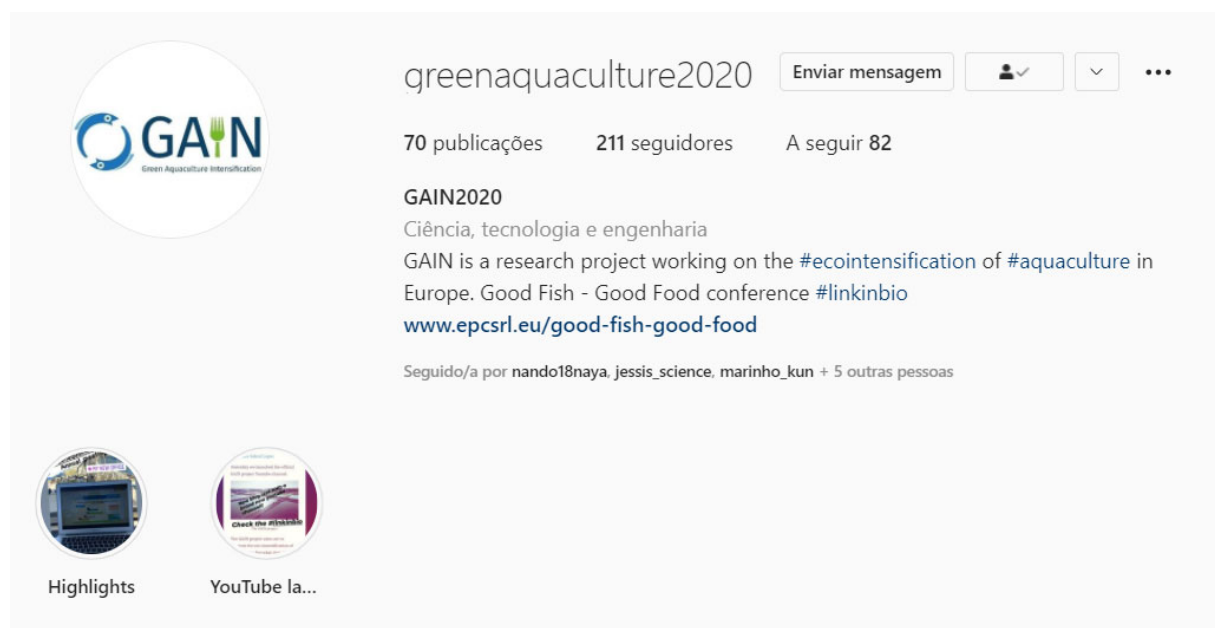 GAIN
Green Aquaculture Intensification
greenaquaculture2020 Enviar mensagem
70 publicações 211 seguidores A seguir 82
GAIN2020
Ciência, tecnologia e engenharia
GAIN is a research project working on the #ecointensification of #aquaculture in
Europe. Good Fish - Good Food conference #linkinbio
www.epcsrl.eu/good-fish-good-food
Seguido/a por nando18naya, jessis_science, marinho_kun + 5 outras pessoas
Check the #linkinbio
Highlights YouTube la...